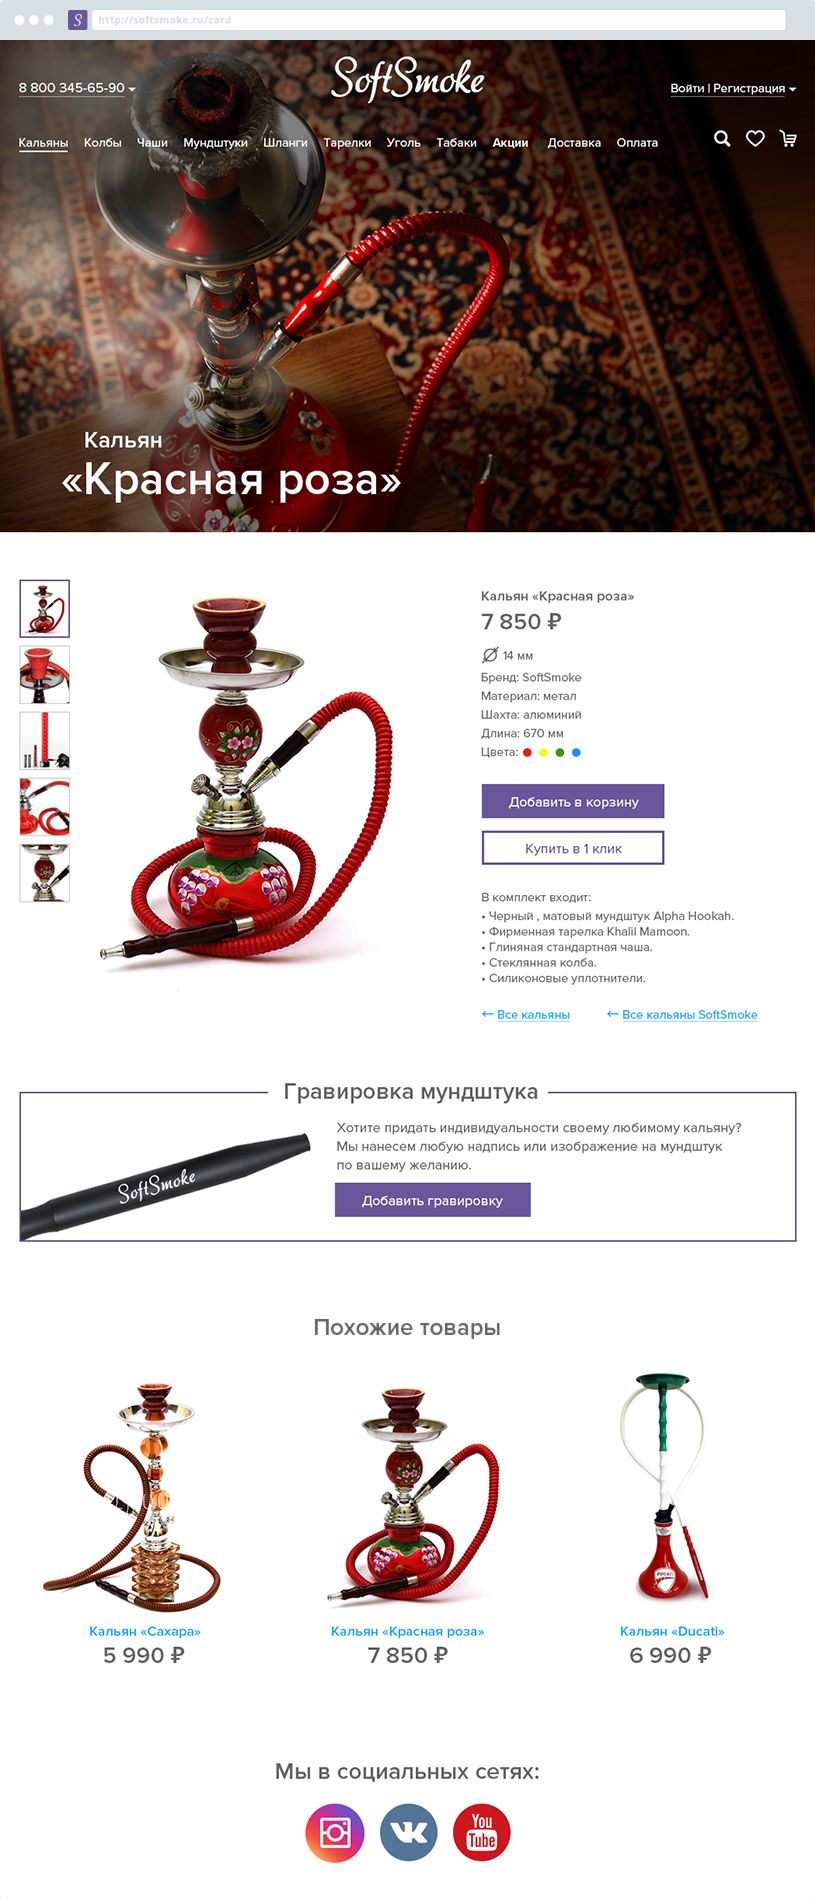 S http://softsmoke.ru/card
8 800 345-65-90
SoftSmoke
Войти | Регистрация
Кальяны Колбы Чаши Мундштуки Шланги Тарелки Уголь Табаки Акции Доставка Оплата
Кальян
«Красная роза»
Кальян «Красная роза»
7 850 ₽
14 мм
Бренд: SoftSmoke
Материал: метал
Шахта: алюминий
Длина: 670 мм
Цвета:
Добавить в корзину
Купить в 1 клик
В комплект входит:
• Черный , матовый мундштук Alpha Hookah.
• Фирменная тарелка Khalil Mamoon.
• Глиняная стандартная чаша.
• Стеклянная колба.
• Силиконовые уплотнители.
← Все кальяны ← Все кальяны SoftSmoke
Гравировка мундштука
Хотите придать индивидуальности своему любимому кальяну?
Мы нанесем любую надпись или изображение на мундштук
по вашему желанию.
SoftSmoke
Добавить гравировку
Похожие товары
DUCATI
Кальян «Сахара» Кальян «Красная роза» Кальян «Ducati»
5 990 ₽ 7 850 ₽ 6 990 ₽
Мы в социальных сетях:
You
Tube